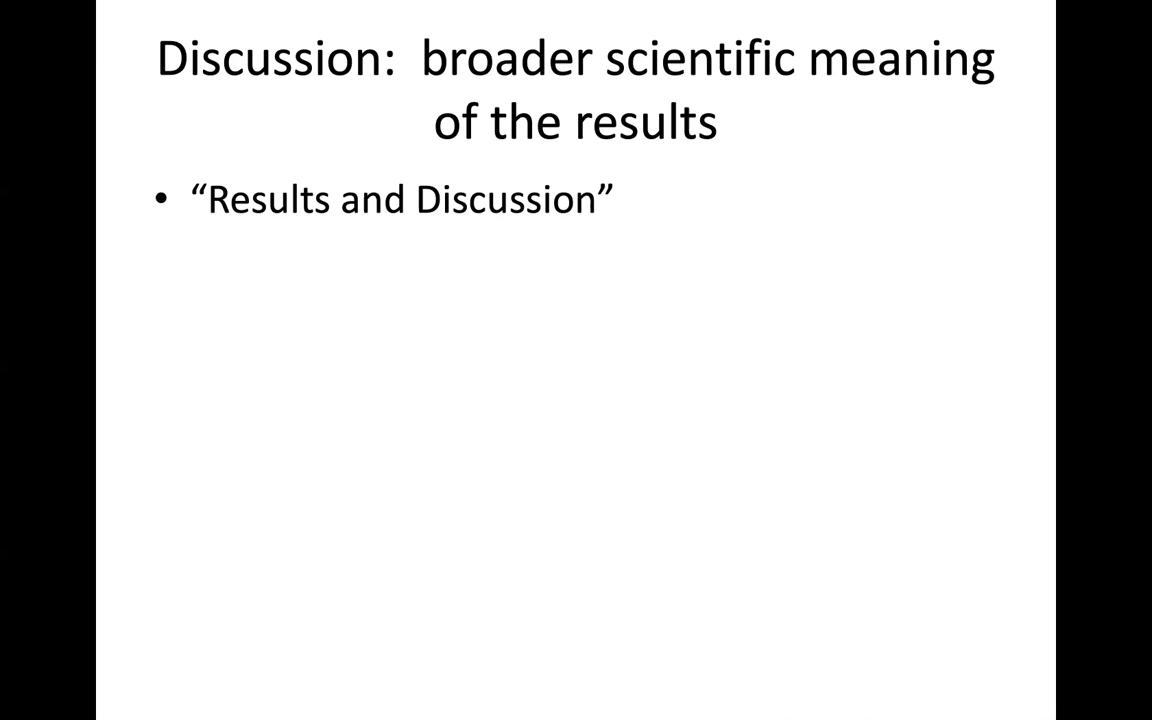 Discussion:  broader scientific meaning
of the results
• “Results and Discussion”